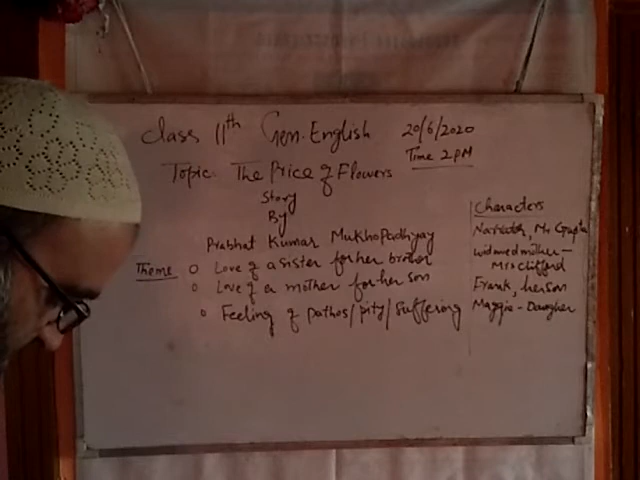 Class 11th Gen. English 20/6/2020
Time 2 PM
Topic. The Price of Flowers
Story
By
Prabhat Kumar Mukhopadhyay
Theme
Love of a sister for her brother
Love of a mother for her son
Feeling of pathos/pity/suffering
Characters
Narrator, Mr Gupta
widowed mother -
Mrs Clifford
Frank, her son
Maggie -